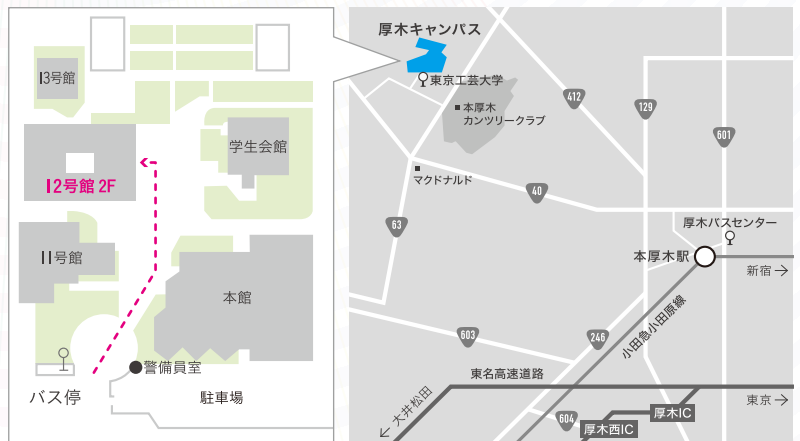 13号館
学生会館
12号館 2F
11号館
本館
警備員室
バス停
駐車場
厚木キャンパス
東京工芸大学
本厚木
カンツリークラブ
マクドナルド
412
129
601
40
63
厚木バスセンター
本厚木駅
新宿→
603
246
小田急小田原線
東名高速道路
←大井松田
東京→
604
厚木IC
厚木西IC